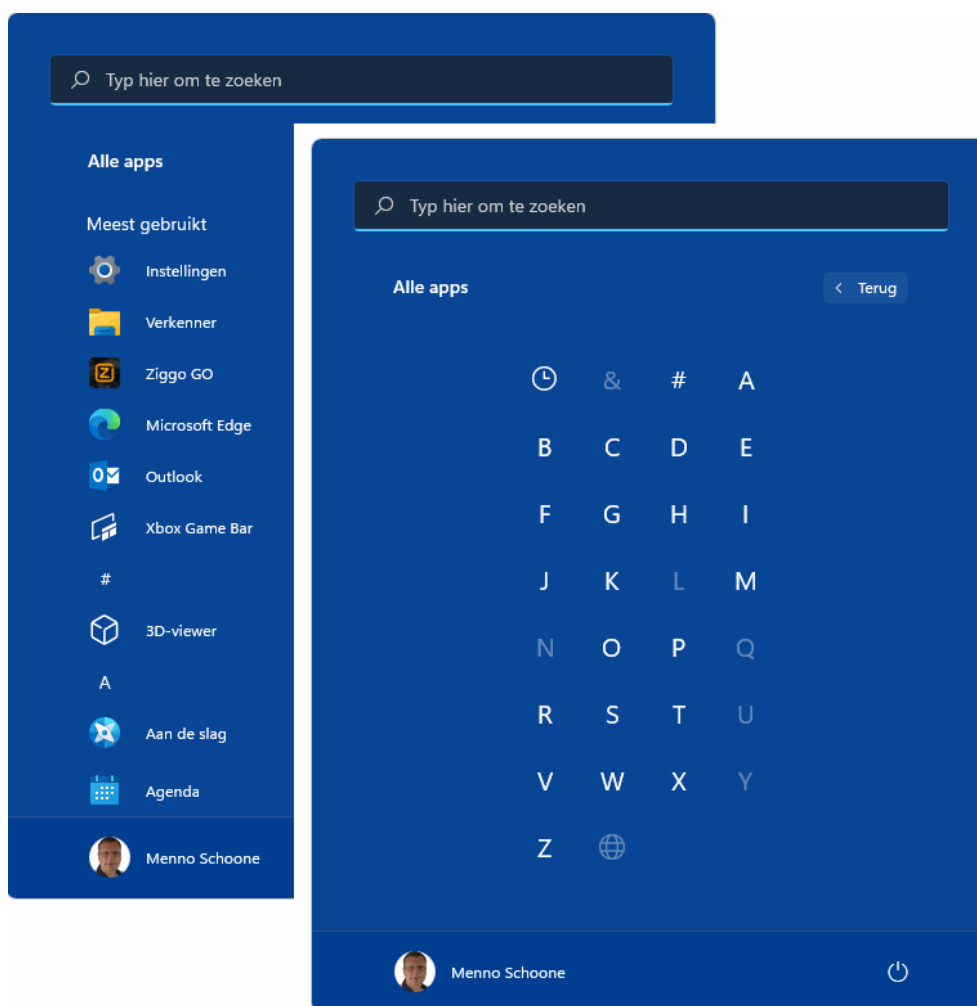 Typ hier om te zoeken
Alle apps
Meest gebruikt
Instellingen
Verkenner
Ziggo GO
Microsoft Edge
Outlook
Xbox Game Bar
#
3D-viewer
A
Aan de slag
Agenda
Menno Schoone
Typ hier om te zoeken
Alle apps
Terug
& # A
B C D E
F G H I
J K L M
N O P Q
R S T U
V W X Y
Z
Menno Schoone